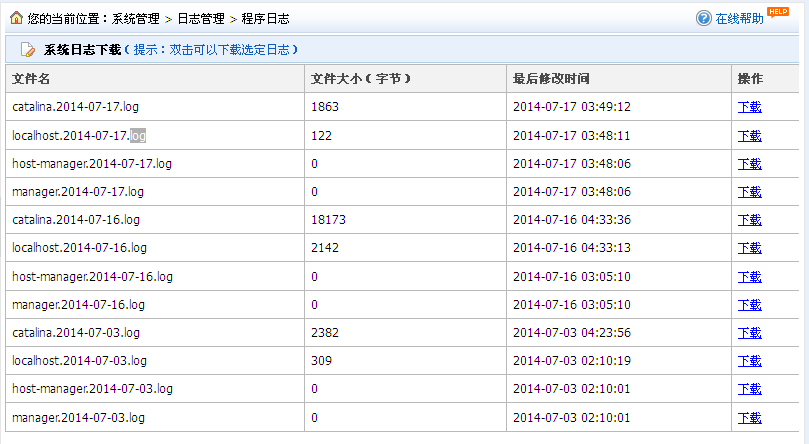 您的当前位置：系统管理 > 日志管理 > 程序日志 在线帮助 HELP
系统日志下载（提示：双击可以下载选定日志）
文件名 文件大小（字节） 最后修改时间 操作
catalina.2014-07-17.log 1863 2014-07-17 03:49:12 下载
localhost.2014-07-17.log 122 2014-07-17 03:48:11 下载
host-manager.2014-07-17.log 0 2014-07-17 03:48:06 下载
manager.2014-07-17.log 0 2014-07-17 03:48:06 下载
catalina.2014-07-16.log 18173 2014-07-16 04:33:36 下载
localhost.2014-07-16.log 2142 2014-07-16 04:33:13 下载
host-manager.2014-07-16.log 0 2014-07-16 03:05:10 下载
manager.2014-07-16.log 0 2014-07-16 03:05:10 下载
catalina.2014-07-03.log 2382 2014-07-03 04:23:56 下载
localhost.2014-07-03.log 309 2014-07-03 02:10:19 下载
host-manager.2014-07-03.log 0 2014-07-03 02:10:01 下载
manager.2014-07-03.log 0 2014-07-03 02:10:01 下载